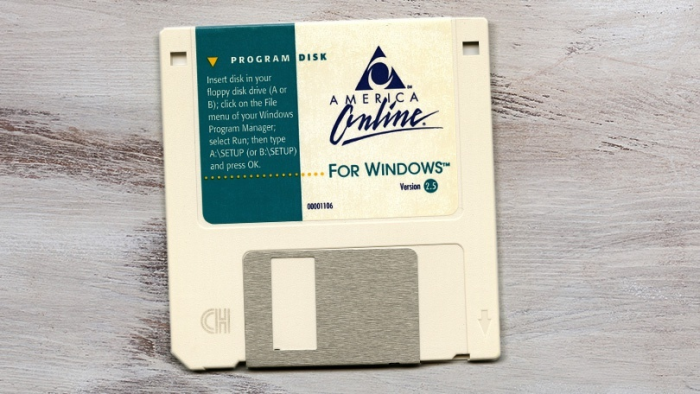 PROGRAM DISK
Insert disk in your
floppy disk drive (A or
B); click on the File
menu of your Windows
Program Manager;
select Run; then type
A:\SETUP (or B:\SETUP)
and press OK.
AMERICA
Online
SM
FOR WINDOWS™
Version 2.5
00001106
CH